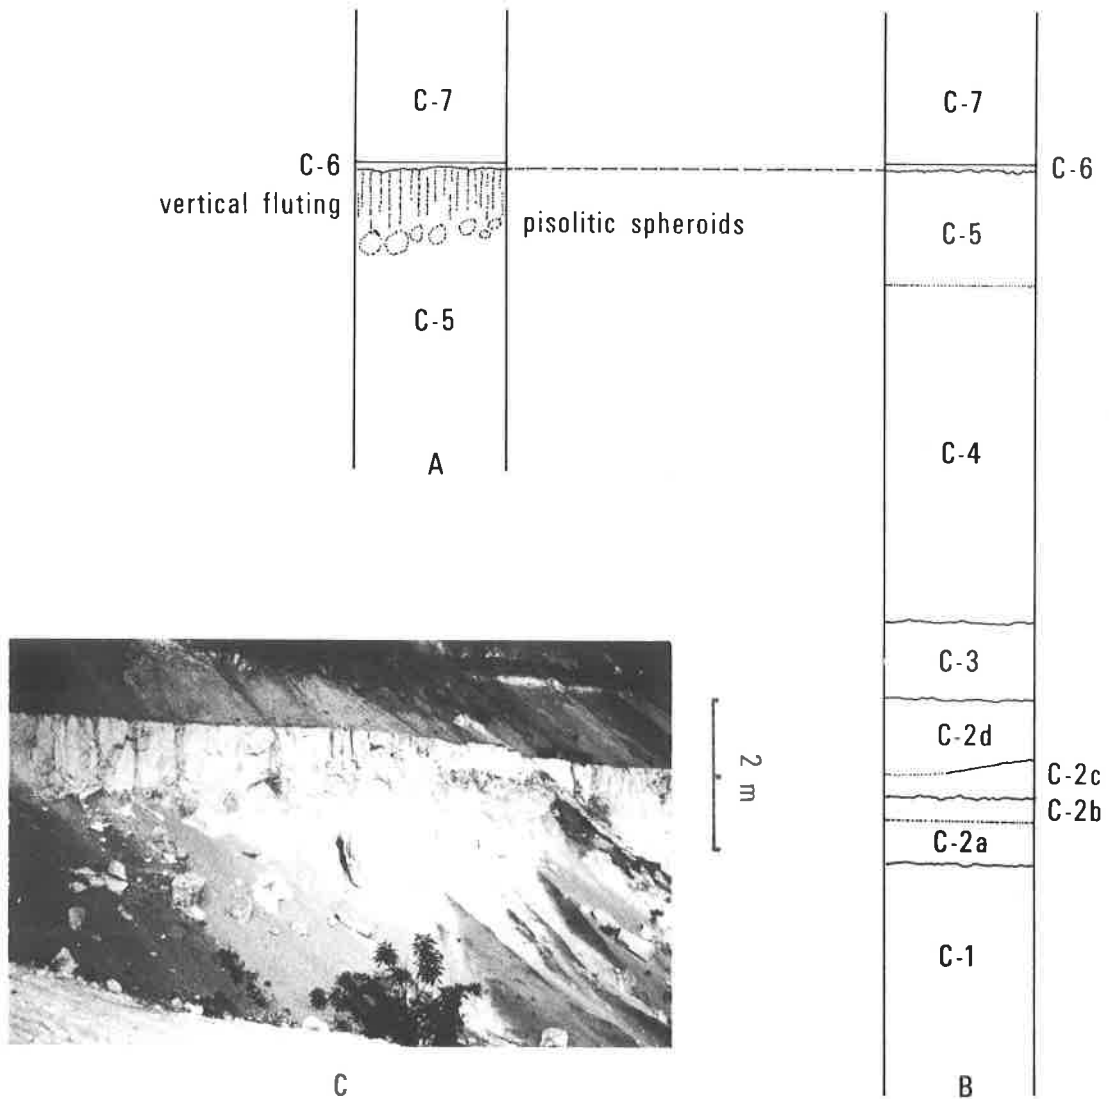 C-7
C-6
vertical fluting
pisolitic spheroids
C-5
A
C-7
C-6
C-5
C-4
C-3
C-2d
C-2c
C-2b
C-2a
C-1
B
2 m
C